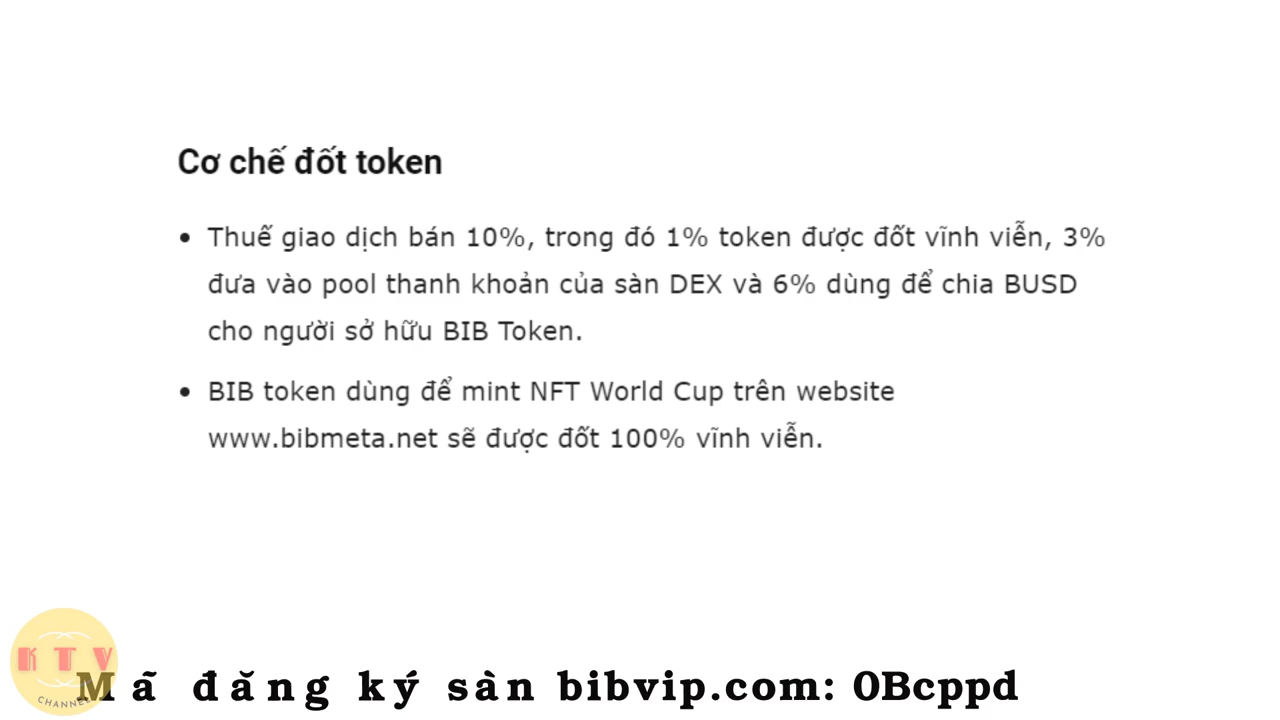 Cơ chế đốt token
Thuế giao dịch bán 10%, trong đó 1% token được đốt vĩnh viễn, 3%
đưa vào pool thanh khoản của sàn DEX và 6% dùng để chia BUSD
cho người sở hữu BIB Token.
BIB token dùng để mint NFT World Cup trên website
www.bibmeta.net sẽ được đốt 100% vĩnh viễn.
KTV
CHANNEL
Mã đăng ký sàn bibvip.com: 0Bcppd